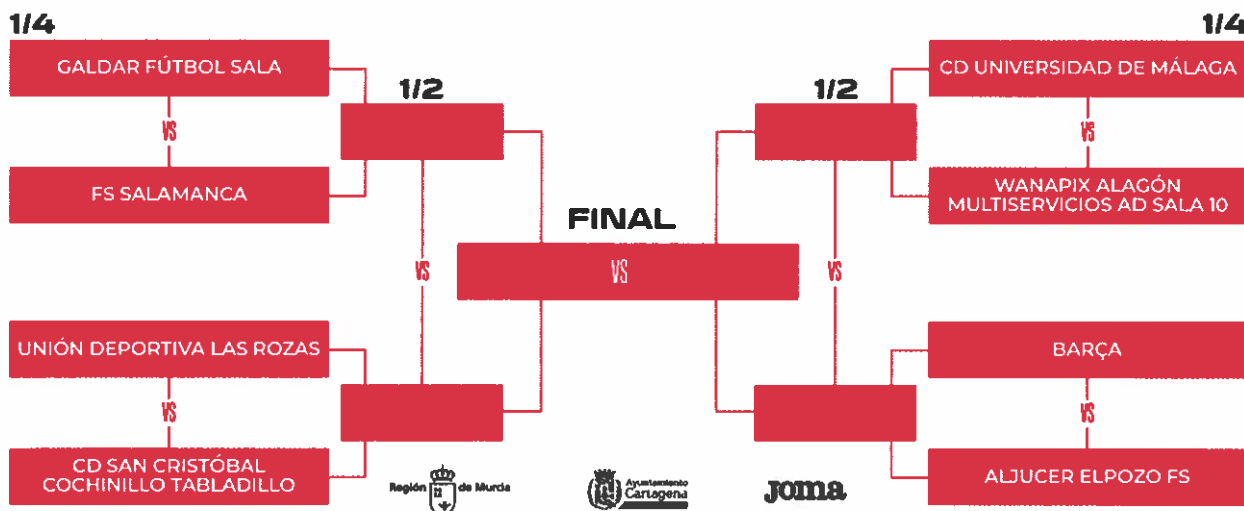 1/4
1/4
GALDAR FÚTBOL SALA
CD UNIVERSIDAD DE MÁLAGA
1/2
1/2
VS
VS
FS SALAMANCA
WANAPIX ALAGÓN
MULTISERVICIOS AD SALA 10
FINAL
VS
VS
VS
UNIÓN DEPORTIVA LAS ROZAS
BARÇA
VS
VS
CD SAN CRISTÓBAL
COCHINILLO TABLADILLO
ALJUCER ELPOZO FS
Región de Murcia
Ayuntamiento
Cartagena
Joma